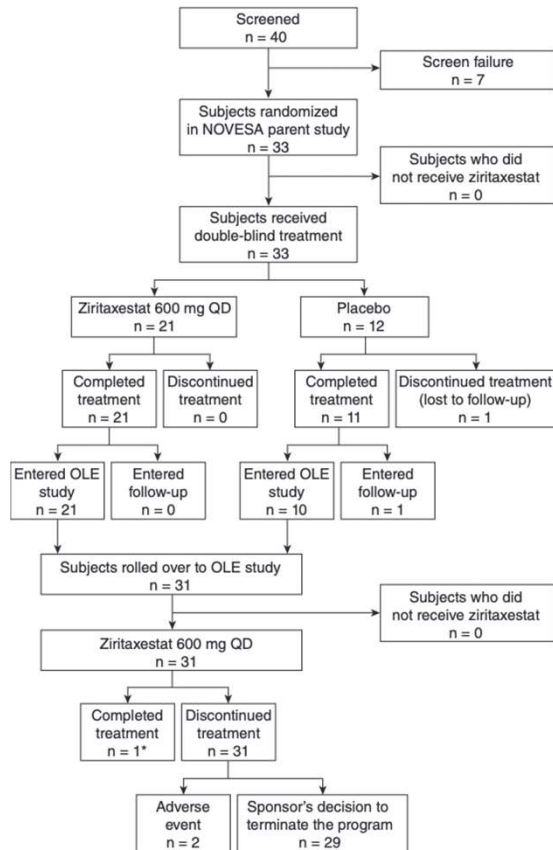 Screened
n = 40
Screen failure
n = 7
Subjects randomized
in NOVESA parent study
n = 33
Subjects who did
not receive ziritaxestat
n = 0
Subjects received
double-blind treatment
n = 33
Ziritaxestat 600 mg QD
n = 21
Placebo
n = 12
Completed
treatment
n = 21
Discontinued
treatment
n = 0
Completed
treatment
n = 11
Discontinued treatment
(lost to follow-up)
n = 1
Entered OLE
study
n = 21
Entered
follow-up
n = 0
Entered OLE
study
n = 10
Entered
follow-up
n = 1
Subjects rolled over to OLE study
n = 31
Subjects who did
not receive ziritaxestat
n = 0
Ziritaxestat 600 mg QD
n = 31
Completed
treatment
n = 1*
Discontinued
treatment
n = 31
Adverse
event
n = 2
Sponsor's decision to
terminate the program
n = 29